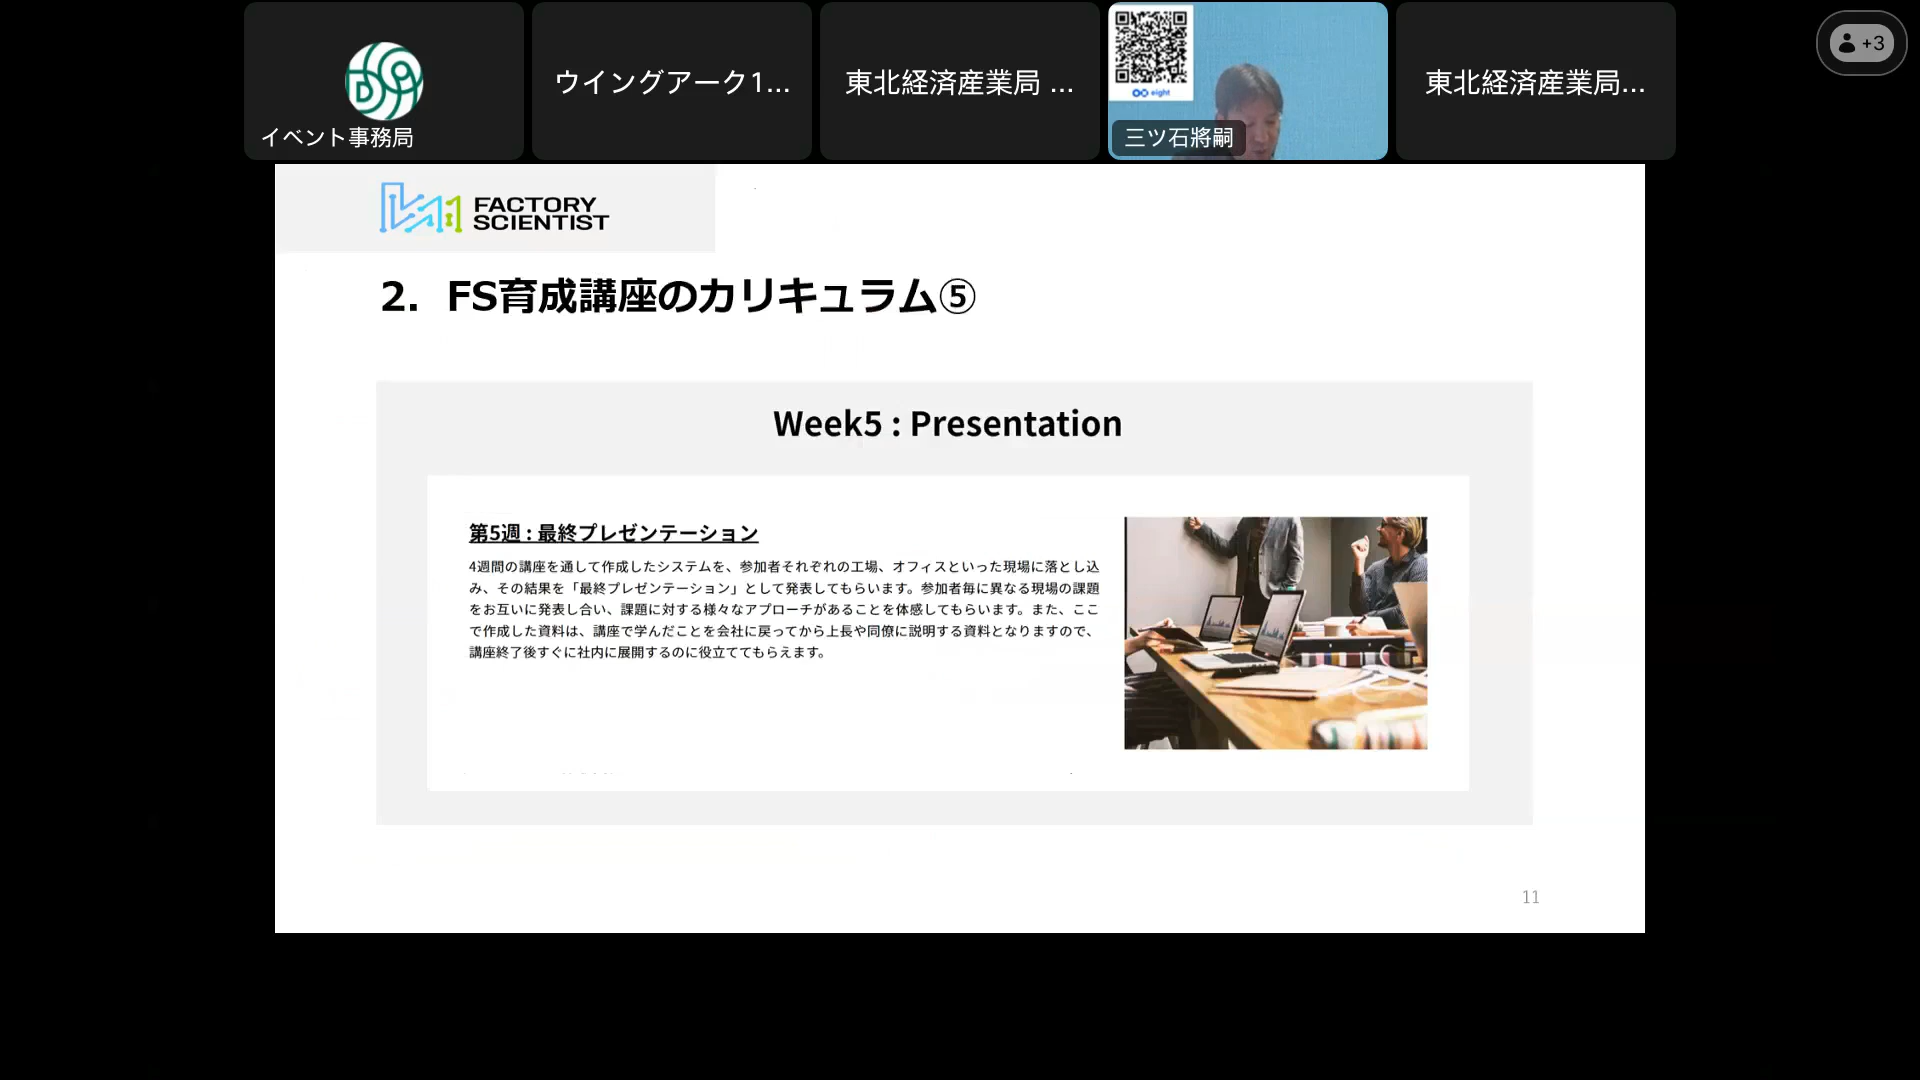 イベント事務局
ウイングアーク1...
東北経済産業局 ...
eight
三ツ石將嗣
東北経済産業局...
+3
FACTORY
SCIENTIST
2. FS育成講座のカリキュラム⑤
Week5 : Presentation
第5週 : 最終プレゼンテーション
4週間の講座を通して作成したシステムを、参加者それぞれの工場、オフィスといった現場に落とし込
み、その結果を「最終プレゼンテーション」として発表してもらいます。参加者毎に異なる現場の課題
をお互いに発表し合い、課題に対する様々なアプローチがあることを体感してもらいます。また、ここ
で作成した資料は、講座で学んだことを会社に戻ってから上長や同僚に説明する資料となりますので、
講座終了後すぐに社内に展開するのに役立ててもらえます。
11